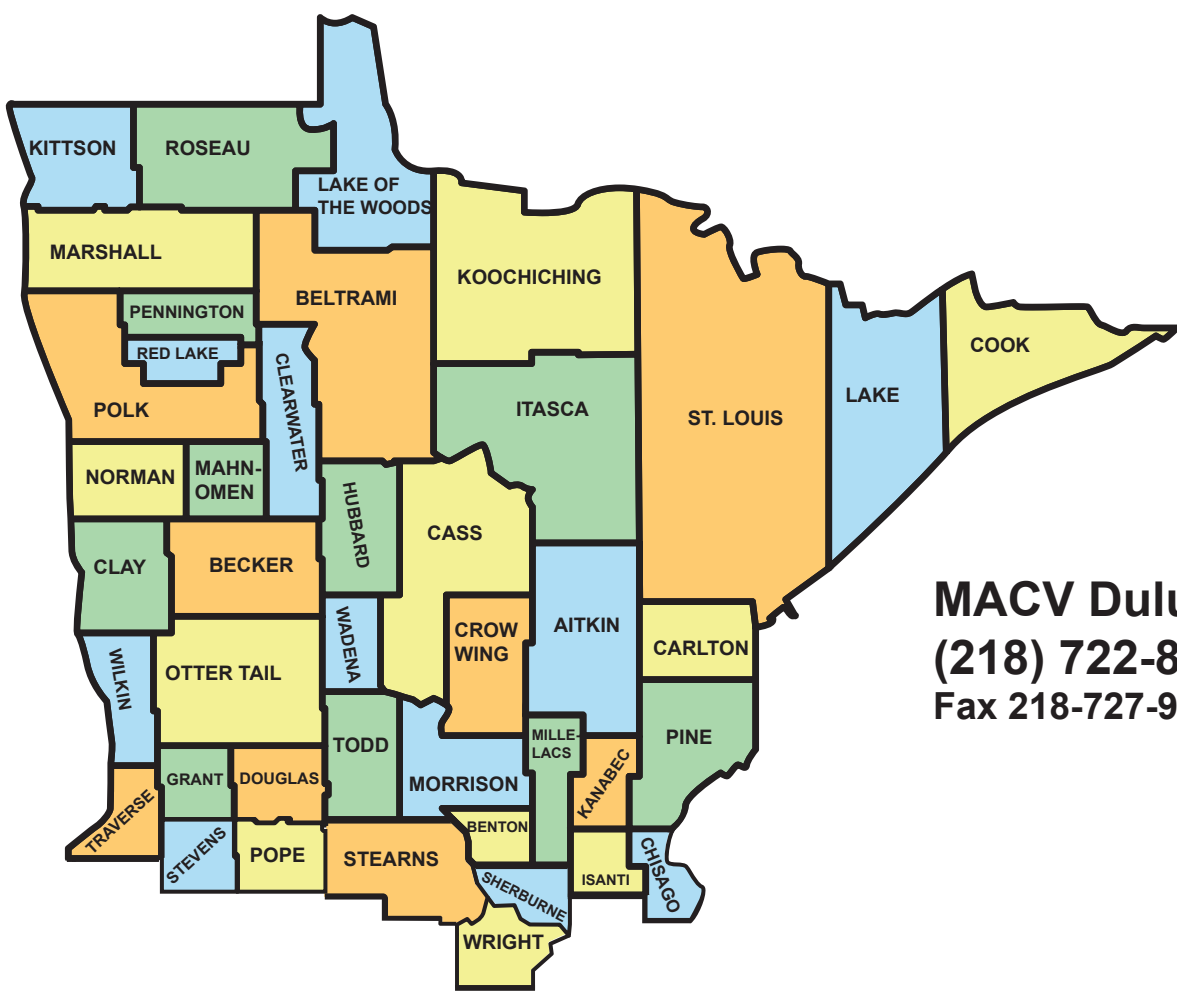 KITTSON
ROSEAU
LAKE OF
THE WOODS
MARSHALL
KOOCHICHING
BELTRAMI
PENNINGTON
RED LAKE
CLEARWATER
COOK
LAKE
POLK
ITASCA
ST. LOUIS
NORMAN
MAHN-
OMEN
HUBBARD
CASS
CLAY
BECKER
AITKIN
MACV
(218) 722-8
Fax 218-727-9
WADENA
CROW
WING
CARLTON
WILKIN
OTTER TAIL
TODD
MILLE-
LACS
PINE
GRANT
DOUGLAS
MORRISON
KANABEC
TRAVERSE
BENTON
STEVENS
POPE
STEARNS
SHERBURNE
ISANTI
CHISAGO
WRIGHT